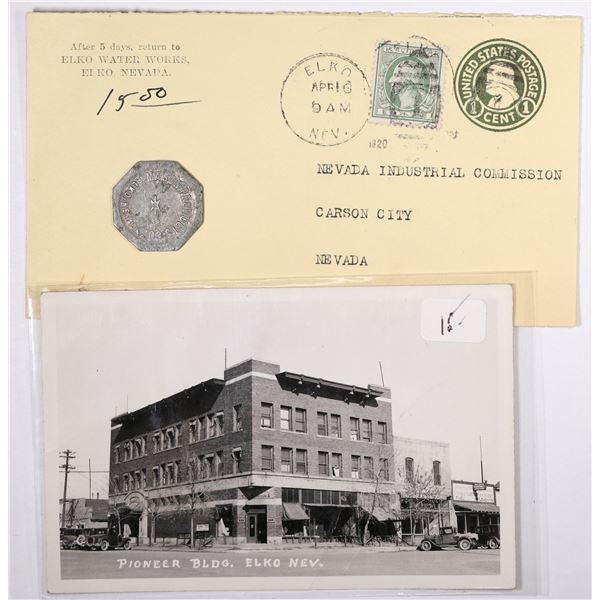 After 5 days, return to
ELKO WATER WORKS,
ELKO, NEVADA.
15.00
ELKO
APR 16
9 AM
NEV.
1920
UNITED STATES POSTAGE
1 CENT 1
NEVADA INDUSTRIAL COMMISSION
CARSON CITY
NEVADA
PIONEER BLDG. ELKO NEV.